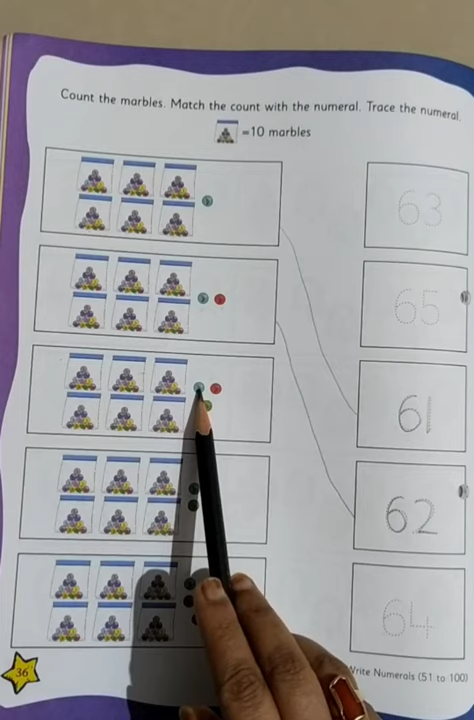 Count the marbles. Match the count with the numeral. Trace the numeral.
=10 marbles
63
65
61
62
64
36
Write Numerals (51 to 100)